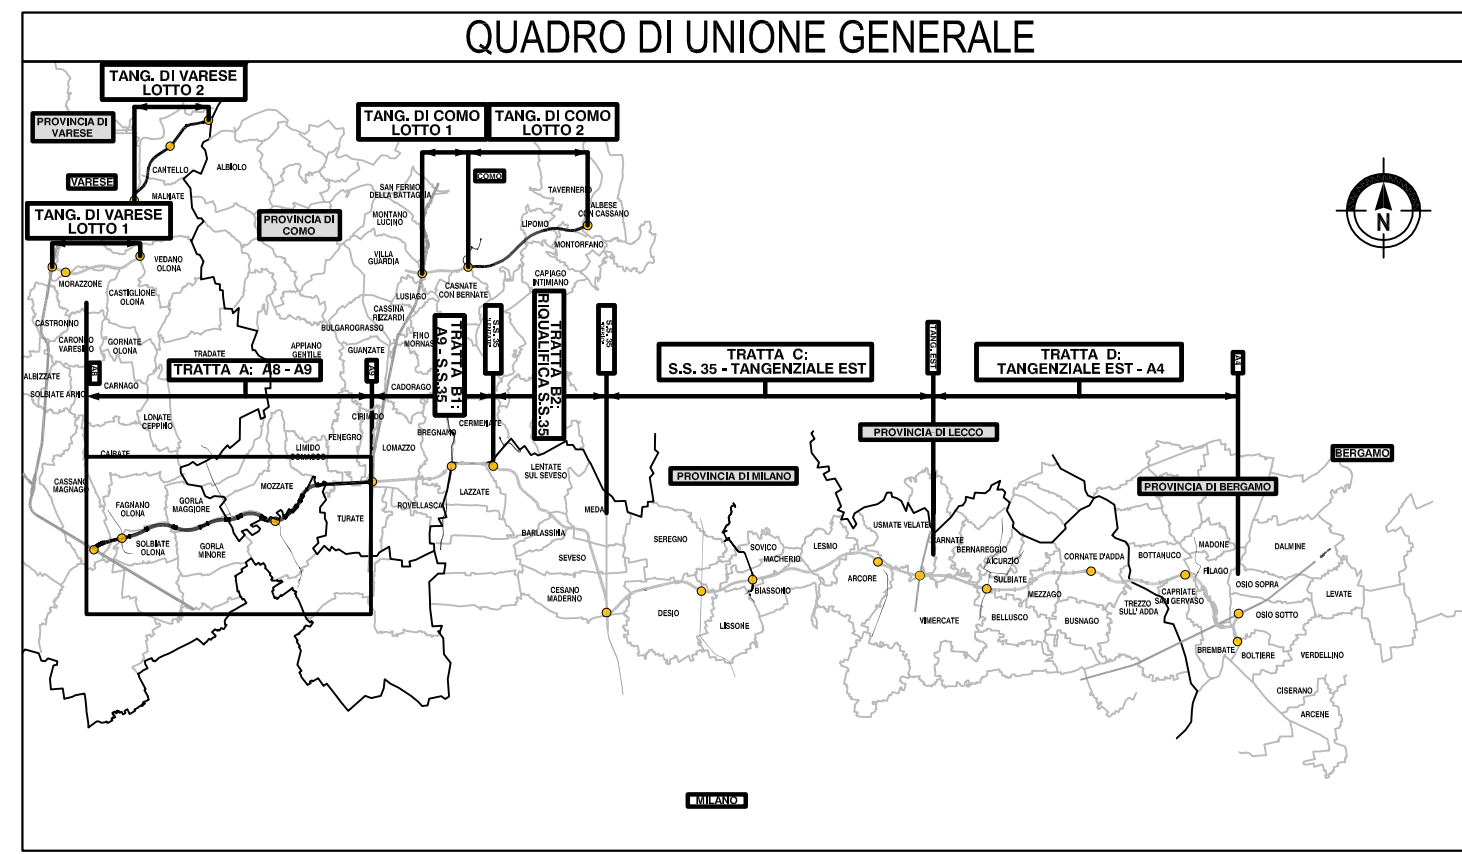 QUADRO DI UNIONE GENERALE
TANG. DI VARESE
LOTTO 2
PROVINCIA DI
VARESE
VARESE
CANTELLO
ALBIOLO
MALNATE
TANG. DI VARESE
LOTTO 1
PROVINCIA DI
COMO
TANG. DI COMO
LOTTO 1
TANG. DI COMO
LOTTO 2
COMO
SAN FERMO
DELLA BATTAGLIA
MONTANO
LUCINO
TAVERNERIO
ALBESE
CON CASSANO
LIPOMO
MONTORFANO
VILLA
GUARDIA
CAPIAGO
INTIMIANO
CASNATE
CON BERNATE
LUSIAGO
CASSINA
RIZZARDI
BULGAROGRASSO
FINO
MORNAS
VEDANO
OLONA
MORAZZONE
CASTIGLIONE
OLONA
CASTRONNO
CARONNO
VARESINO
GORNATE
OLONA
ALBIZZATE
CARNAGO
SOLBIATE ARNO
TRADATE
APPIANO
GENTILE
GUANZATE
CADORAGO
A8
TRATTA A: A8 - A9
A9
TRATTA B1:
A9 - S.S.35
S.S. 35
TRATTA B2:
RIQUALIFICA S.S.35
S.S. 35
TRATTA C:
S.S. 35 - TANGENZIALE EST
TANG. EST
TRATTA D:
TANGENZIALE EST - A4
A4
LONATE
CEPPINO
CIRIMIDO
FENEGRO
LIMIDO
COMASCO
LOMAZZO
BREGNANO
CERMENATE
CAIRATE
CASSANO
MAGNAGO
FAGNANO
OLONA
SOLBIATE
OLONA
GORLA
MAGGIORE
GORLA
MINORE
MOZZATE
TURATE
ROVELLASCA
LAZZATE
LENTATE
SUL SEVESO
PROVINCIA DI MILANO
PROVINCIA DI LECCO
PROVINCIA DI BERGAMO
BERGAMO
MEDA
BARLASSINA
SEVESO
CESANO
MADERNO
SEREGNO
DESIO
LISSONE
SOVICO
MACHERIO
BIASSONO
LESMO
ARCORE
USMATE VELATE
CARNATE
BERNAREGGIO
AICURZIO
SULBIATE
MEZZAGO
BELLUSCO
VIMERCATE
CORNATE D'ADDA
BUSNAGO
TREZZO
SULL' ADDA
BOTTANUCO
MADONE
FILAGO
CAPRIATE
SAN GERVASO
DALMINE
OSIO SOPRA
LEVATE
OSIO SOTTO
BREMBATE
BOLTIERE
VERDELLINO
CISERANO
ARCENE
MILANO
N